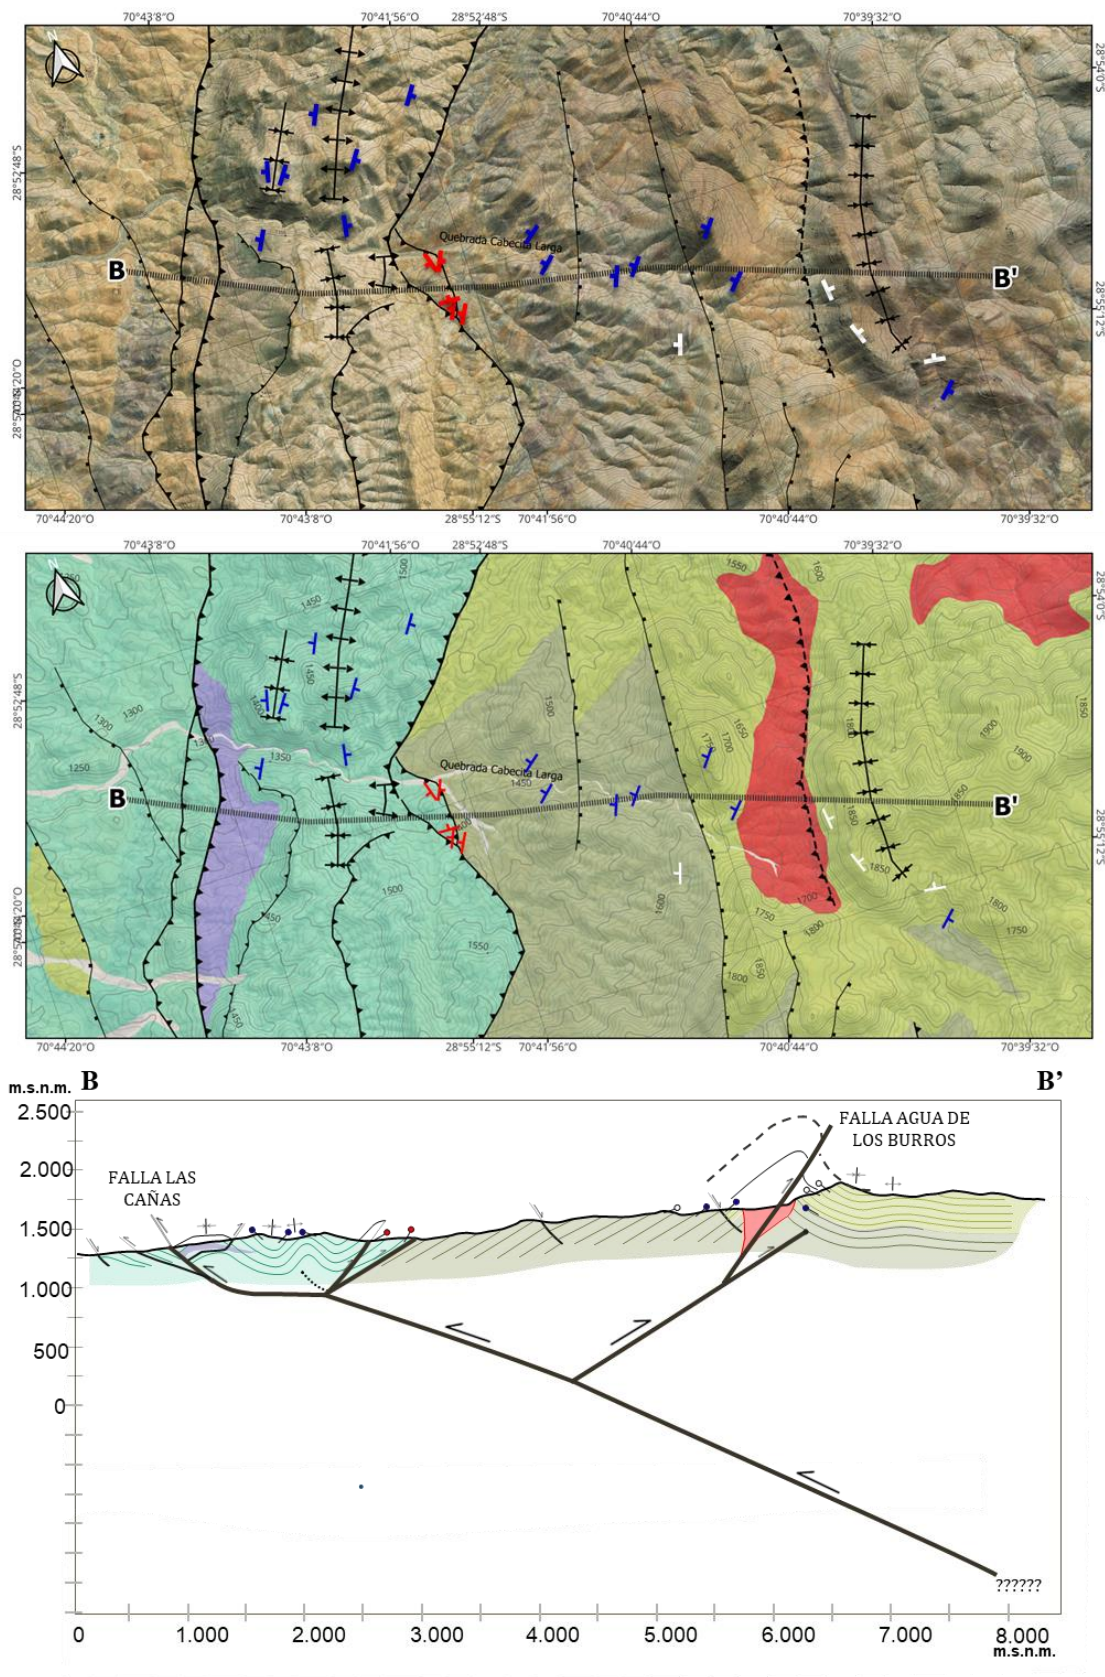 70°43'8"O 70°41'56"O 28°52'48"S 70°40'44"O 70°39'32"O
N
28°54'0"S
28°52'48"S
Quebrada Cabecita Larga
B B'
28°55'12"S
70°44'20"O 70°43'8"O 28°55'12"S 70°41'56"O 70°40'44"O 70°39'32"O
70°43'8"O 70°41'56"O 28°52'48"S 70°40'44"O 70°39'32"O
N
1500 1550 1600
28°54'0"S
1450
28°52'48"S
1450
1300 1300
1500
1850
1650 1700
1800
1900
1900
1350
1250
Quebrada Cabecita Larga
1450
B B'
1850
1850
28°55'12"S
1850
1500
1600
1700
1750
1800
1800
1750
1450
1550
1800
1850
1450
70°44'20"O 70°43'8"O 28°55'12"S 70°41'56"O 70°40'44"O 70°39'32"O
m.s.n.m. B B’
2.500
FALLA AGUA DE
LOS BURROS
2.000
FALLA LAS
CAÑAS
1.500
1.000
500
0
??????
0 1.000 2.000 3.000 4.000 5.000 6.000 7.000 8.000
m.s.n.m.